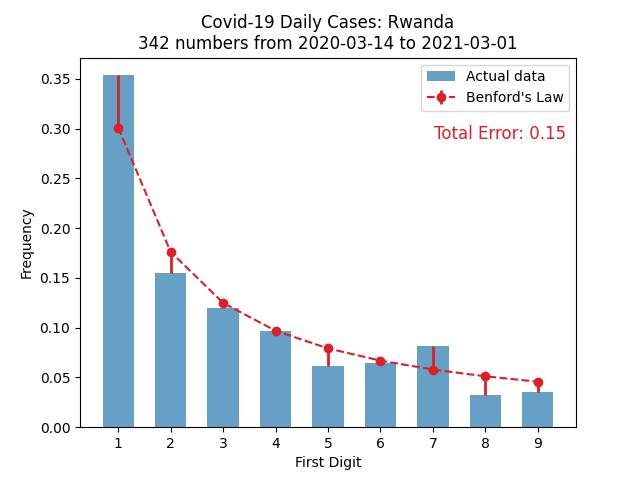 Covid-19 Daily Cases: Rwanda
342 numbers from 2020-03-14 to 2021-03-01
Actual data
Benford's Law
Total Error: 0.15
Frequency
0.35
0.30
0.25
0.20
0.15
0.10
0.05
0.00
1 2 3 4 5 6 7 8 9
First Digit